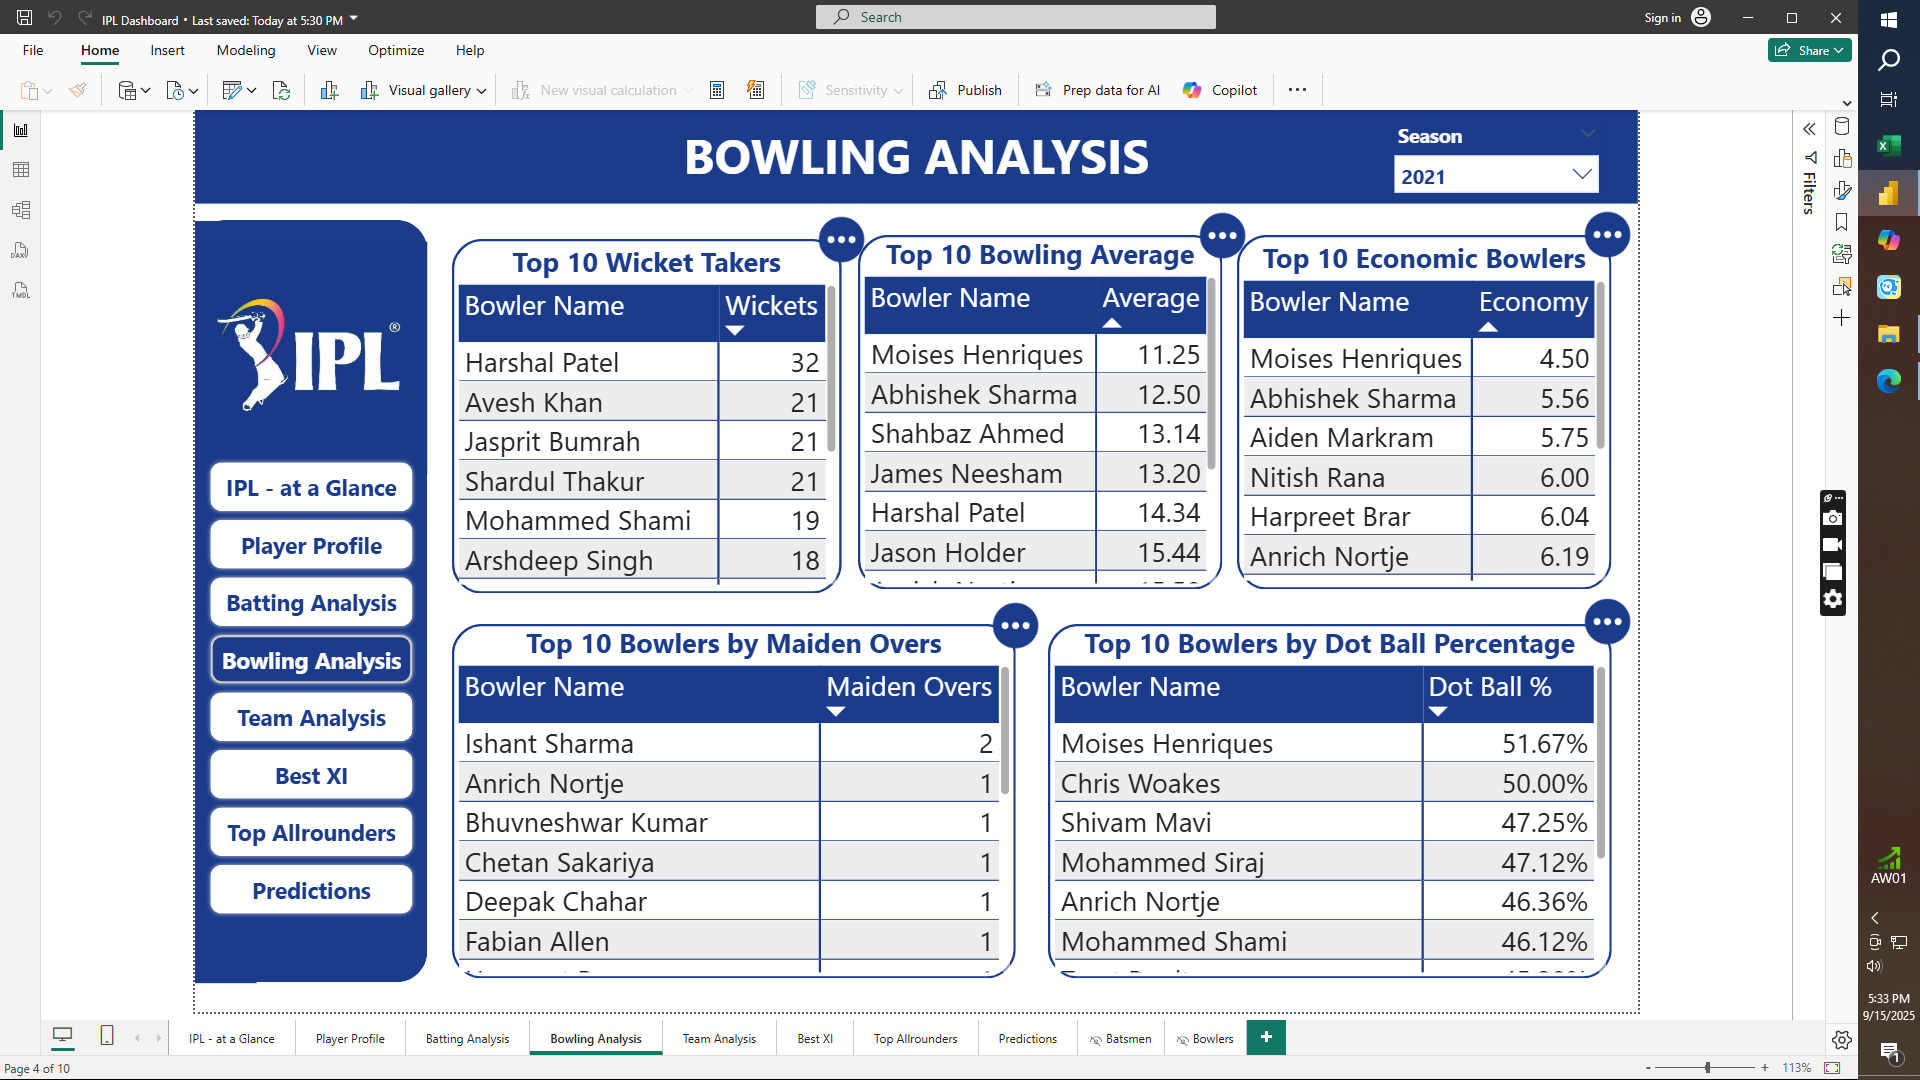 IPL Dashboard • Last saved: Today at 5:30 PM
Search
Sign in
File
Home
Insert
Modeling
View
Optimize
Help
Share
Visual gallery
New visual calculation
Sensitivity
Publish
Prep data for AI
Copilot
BOWLING ANALYSIS
Season
2021
Filters
IPL®
IPL - at a Glance
Player Profile
Batting Analysis
Bowling Analysis
Team Analysis
Best XI
Top Allrounders
Predictions
Top 10 Wicket Takers
Bowler Name Wickets
Harshal Patel 32
Avesh Khan 21
Jasprit Bumrah 21
Shardul Thakur 21
Mohammed Shami 19
Arshdeep Singh 18
Top 10 Bowling Average
Bowler Name Average
Moises Henriques 11.25
Abhishek Sharma 12.50
Shahbaz Ahmed 13.14
James Neesham 13.20
Harshal Patel 14.34
Jason Holder 15.44
Top 10 Economic Bowlers
Bowler Name Economy
Moises Henriques 4.50
Abhishek Sharma 5.56
Aiden Markram 5.75
Nitish Rana 6.00
Harpreet Brar 6.04
Anrich Nortje 6.19
Top 10 Bowlers by Maiden Overs
Bowler Name Maiden Overs
Ishant Sharma 2
Anrich Nortje 1
Bhuvneshwar Kumar 1
Chetan Sakariya 1
Deepak Chahar 1
Fabian Allen 1
Top 10 Bowlers by Dot Ball Percentage
Bowler Name Dot Ball %
Moises Henriques 51.67%
Chris Woakes 50.00%
Shivam Mavi 47.25%
Mohammed Siraj 47.12%
Anrich Nortje 46.36%
Mohammed Shami 46.12%
DAX
TMDL
IPL - at a Glance
Player Profile
Batting Analysis
Bowling Analysis
Team Analysis
Best XI
Top Allrounders
Predictions
Batsmen
Bowlers
Page 4 of 10
113%
AW01
5:33 PM
9/15/2025
1